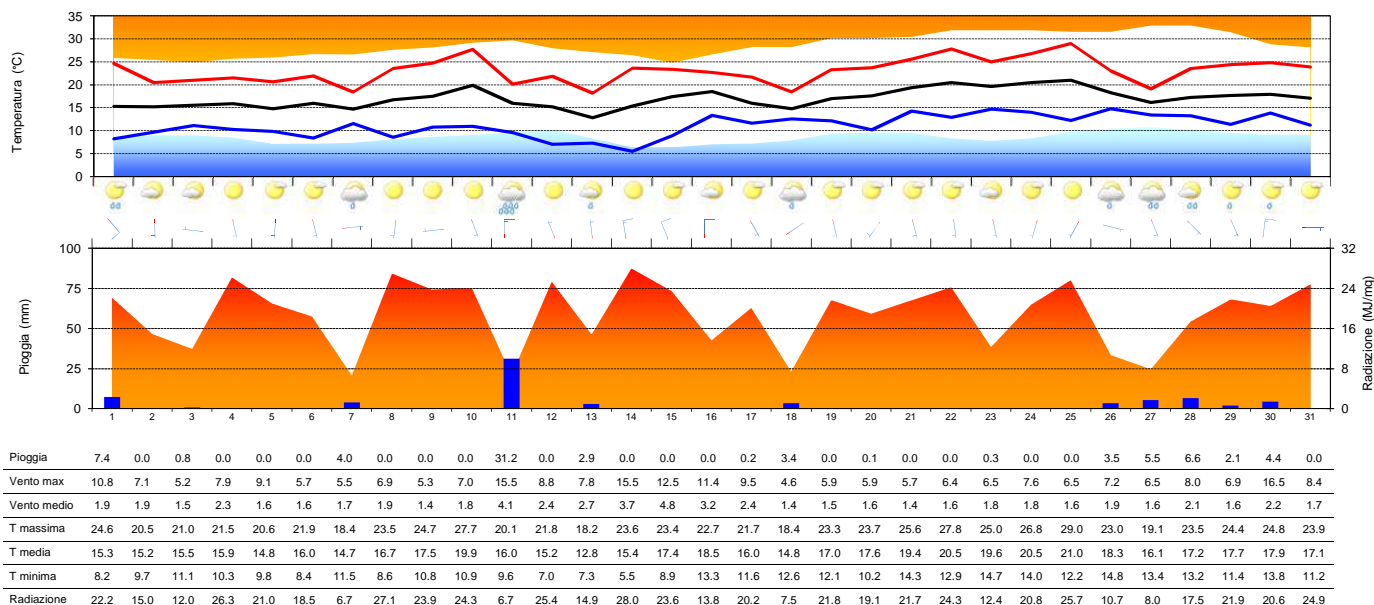 35
30
25
20
15
10
5
0
Temperatura (°C)
100
75
50
25
0
Pioggia (mm)
32
24
16
8
0
Radiazione (MJ/mq)
1 2 3 4 5 6 7 8 9 10 11 12 13 14 15 16 17 18 19 20 21 22 23 24 25 26 27 28 29 30 31
Pioggia 7.4 0.0 0.8 0.0 0.0 0.0 4.0 0.0 0.0 0.0 31.2 0.0 2.9 0.0 0.0 0.0 0.2 3.4 0.0 0.1 0.0 0.0 0.3 0.0 0.0 3.5 5.5 6.6 2.1 4.4 0.0
Vento max 10.8 7.1 5.2 7.9 9.1 5.7 5.5 6.9 5.3 7.0 15.5 8.8 7.8 15.5 12.5 11.4 9.5 4.6 5.9 5.9 5.7 6.4 6.5 7.6 6.5 7.2 6.5 8.0 6.9 16.5 8.4
Vento medio 1.9 1.9 1.5 2.3 1.6 1.6 1.7 1.9 1.4 1.8 4.1 2.4 2.7 3.7 4.8 3.2 2.4 1.4 1.5 1.6 1.4 1.6 1.8 1.8 1.6 1.9 1.6 2.1 1.6 2.2 1.7
T massima 24.6 20.5 21.0 21.5 20.6 21.9 18.4 23.5 24.7 27.7 20.1 21.8 18.2 23.6 23.4 22.7 21.7 18.4 23.3 23.7 25.6 27.8 25.0 26.8 29.0 23.0 19.1 23.5 24.4 24.8 23.9
T media 15.3 15.2 15.5 15.9 14.8 16.0 14.7 16.7 17.5 19.9 16.0 15.2 12.8 15.4 17.4 18.5 16.0 14.8 17.0 17.6 19.4 20.5 19.6 20.5 21.0 18.3 16.1 17.2 17.7 17.9 17.1
T minima 8.2 9.7 11.1 10.3 9.8 8.4 11.5 8.6 10.8 10.9 9.6 7.0 7.3 5.5 8.9 13.3 11.6 12.6 12.1 10.2 14.3 12.9 14.7 14.0 12.2 14.8 13.4 13.2 11.4 13.8 11.2
Radiazione 22.2 15.0 12.0 26.3 21.0 18.5 6.7 27.1 23.9 24.3 6.7 25.4 14.9 28.0 23.6 13.8 20.2 7.5 21.8 19.1 21.7 24.3 12.4 20.8 25.7 10.7 8.0 17.5 21.9 20.6 24.9